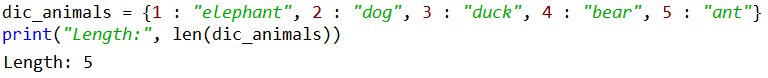 dic_animals = {1 : "elephant", 2 : "dog", 3 : "duck", 4 : "bear", 5 : "ant"}
print("Length:", len(dic_animals))
Length: 5